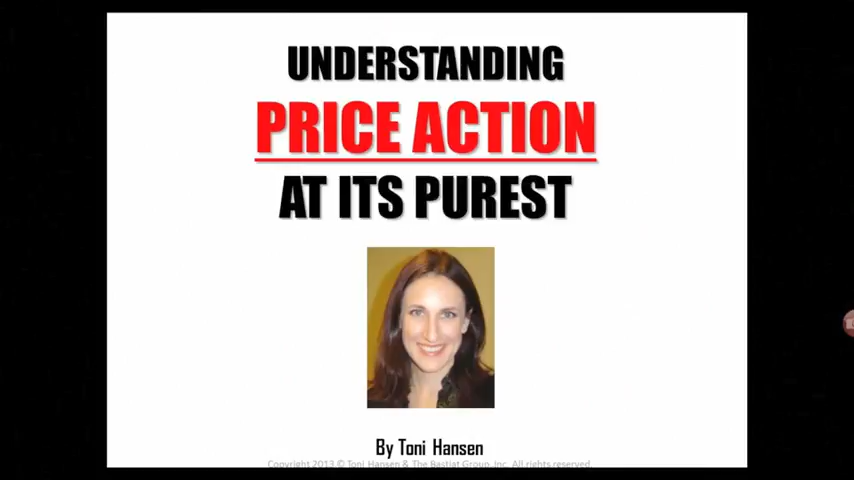 UNDERSTANDING
PRICE ACTION
AT ITS PUREST
By Toni Hansen
Copyright 2013 © Toni Hansen & The Bastiat Group, Inc. All rights reserved.